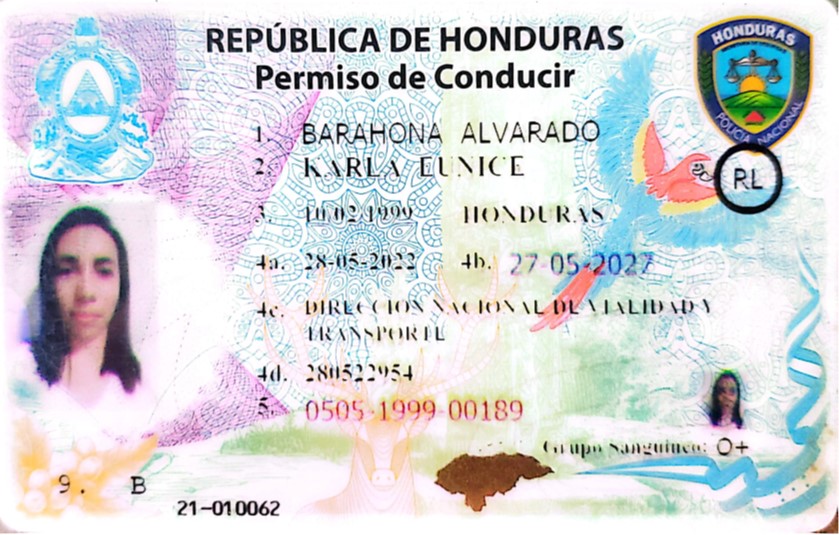 REPÚBLICA DE HONDURAS
Permiso de Conducir
HONDURAS
POLICÍA NACIONAL
RL
1. BARAHONA ALVARADO
2. KARLA EUNICE
3. 10.02.1999 HONDURAS
4a. 28-05-2022 4b. 27-05-2027
4c. DIRECCION NACIONAL DE VIALIDAD Y
TRANSPORTE
4d. 280522954
5. 0505-1999-00189
Grupo Sanguineo: O+
9. B
21-010062